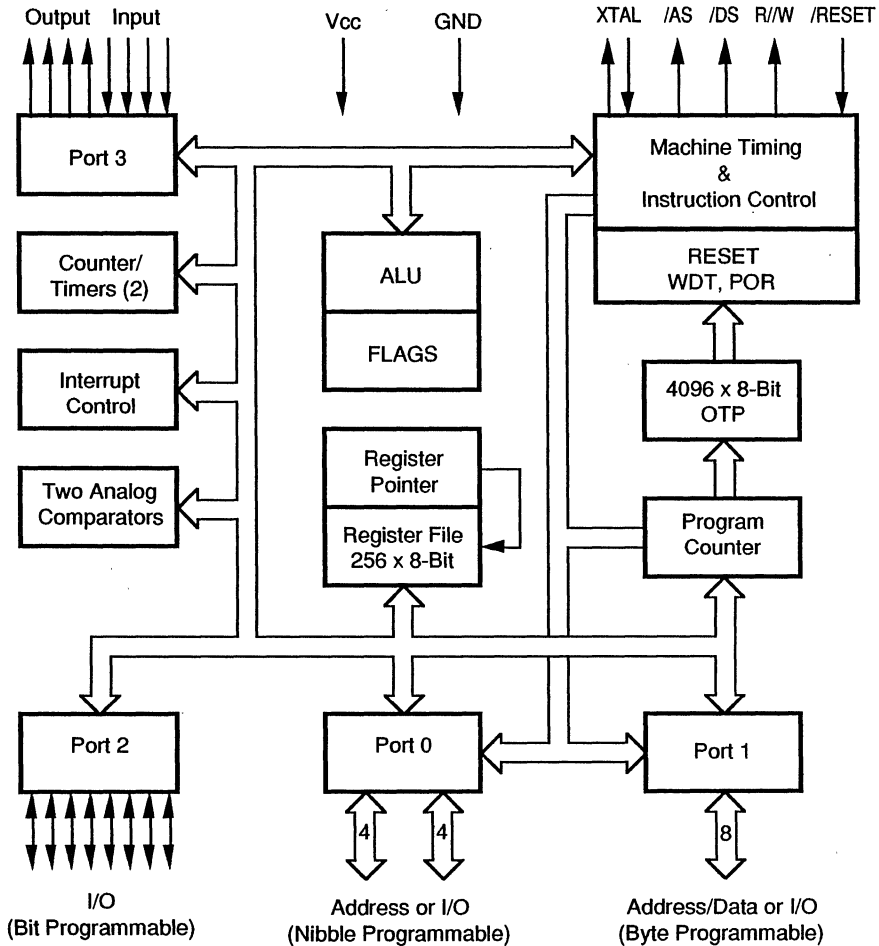 Output Input
Vcc
GND
XTAL /AS /DS R//W /RESET
Port 3
Machine Timing
&
Instruction Control
RESET
WDT, POR
Counter/
Timers (2)
ALU
FLAGS
Interrupt
Control
4096 x 8-Bit
OTP
Two Analog
Comparators
Register
Pointer
Register File
256 x 8-Bit
Program
Counter
Port 2
Port 0
Port 1
4
4
8
I/O
(Bit Programmable)
Address or I/O
(Nibble Programmable)
Address/Data or I/O
(Byte Programmable)